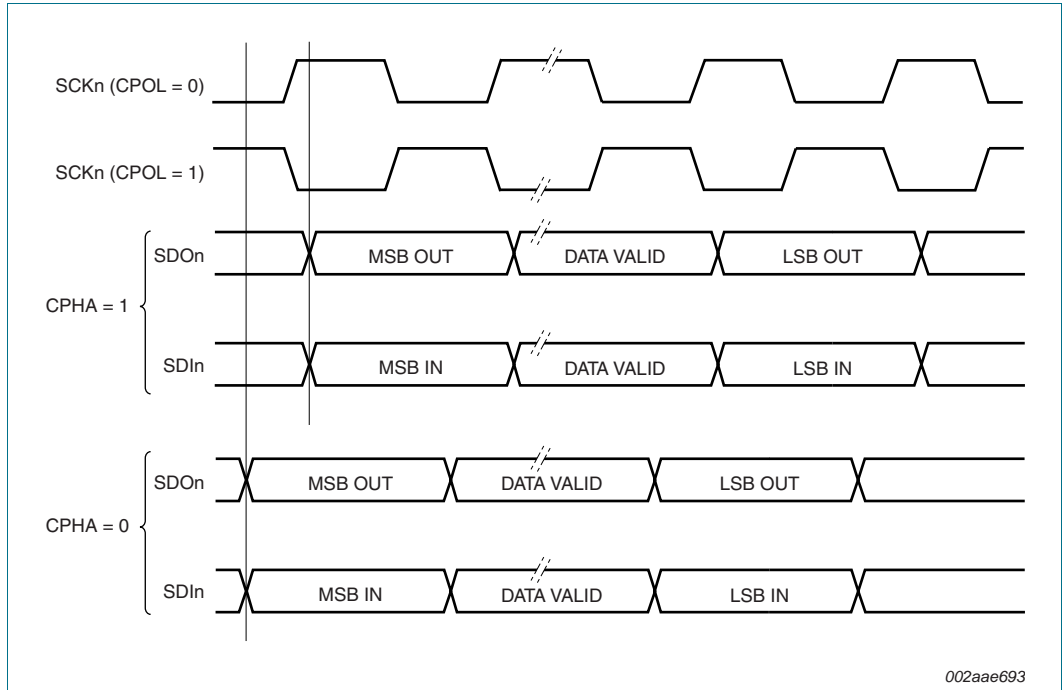 SCKn (CPOL = 0)
SCKn (CPOL = 1)
CPHA = 1
SDOn
MSB OUT
DATA VALID
LSB OUT
SDIn
MSB IN
DATA VALID
LSB IN
CPHA = 0
SDOn
MSB OUT
DATA VALID
LSB OUT
SDIn
MSB IN
DATA VALID
LSB IN
002aae693